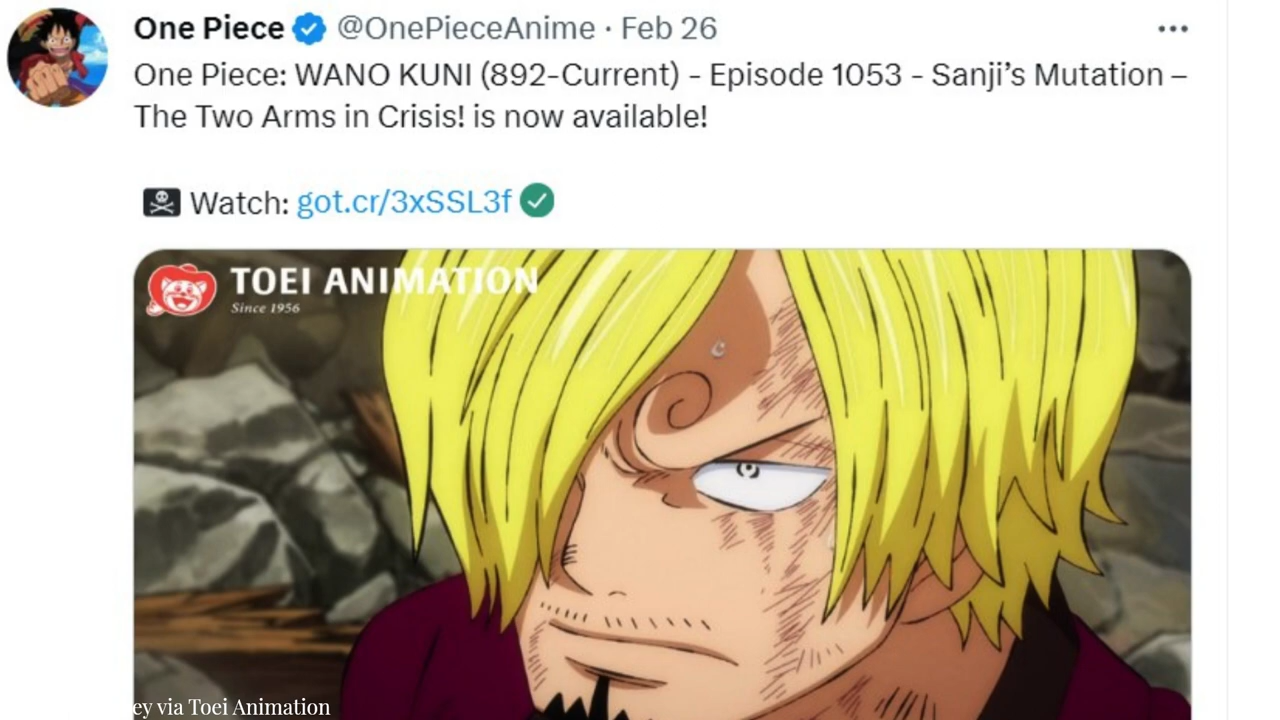 One Piece @OnePieceAnime · Feb 26
One Piece: WANO KUNI (892-Current) - Episode 1053 - Sanji’s Mutation –
The Two Arms in Crisis! is now available!
Watch: got.cr/3xSSL3f
TOEI ANIMATION
Since 1956
via Toei Animation